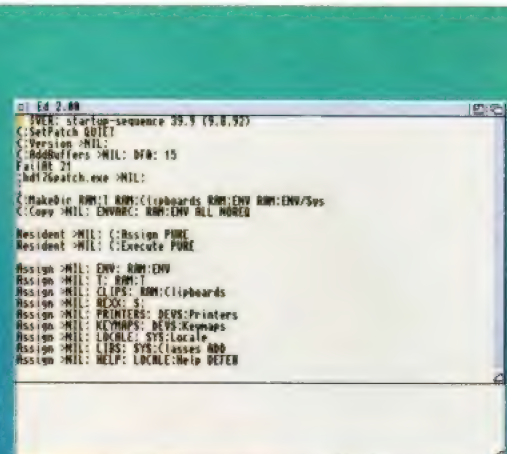 Ed 2.00
; $VER: startup-sequence 39.9 (9.8.92)
C:SetPatch QUIET
C:Version >NIL:
C:AddBuffers >NIL: DF0: 15
FailAt 21
;hd126patch.exe >NIL:
;
C:MakeDir RAM:T RAM:Clipboards RAM:ENV RAM:ENV/Sys
C:Copy >NIL: ENVARC: RAM:ENV ALL NOREQ
Resident >NIL: C:Assign PURE
Resident >NIL: C:Execute PURE
Assign >NIL: ENV: RAM:ENV
Assign >NIL: T: RAM:T
Assign >NIL: CLIPS: RAM:Clipboards
Assign >NIL: REXX: S:
Assign >NIL: PRINTERS: DEVS:Printers
Assign >NIL: KEYMAPS: DEVS:Keymaps
Assign >NIL: LOCALE: SYS:Locale
Assign >NIL: LIBS: SYS:Classes ADD
Assign >NIL: HELP: LOCALE:Help DEFER